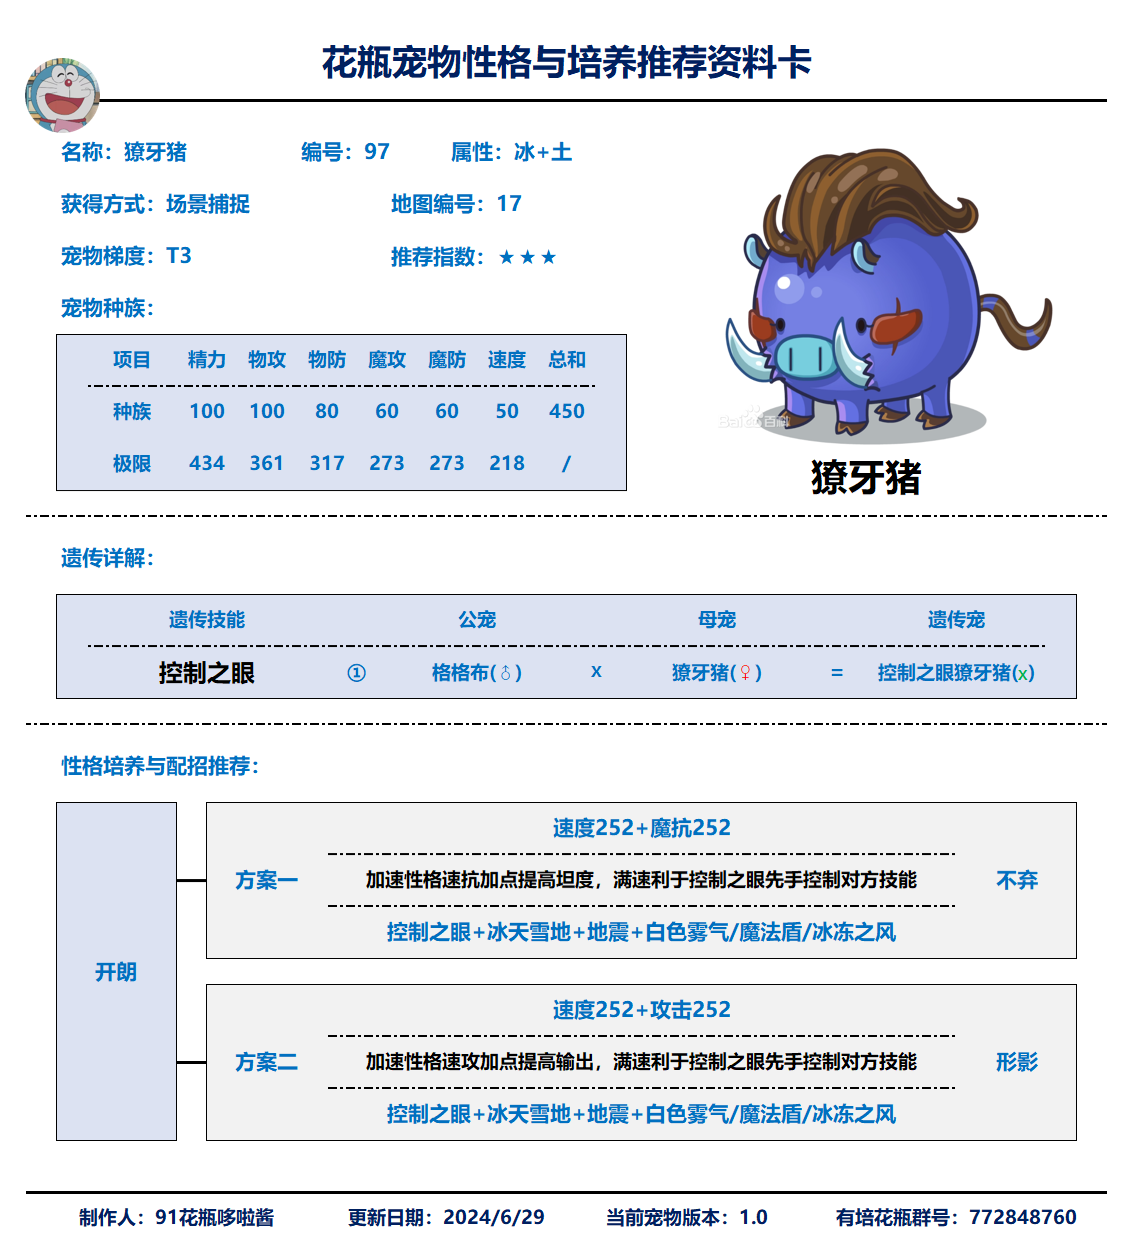 花瓶宠物性格与培养推荐资料卡
名称：獠牙猪 编号：97 属性：冰+土
获得方式：场景捕捉 地图编号：17
宠物梯度：T3 推荐指数：★★★
宠物种族：
项目 精力 物攻 物防 魔攻 魔防 速度 总和
种族 100 100 80 60 60 50 450
极限 434 361 317 273 273 218 /
Baidu百科
獠牙猪
遗传详解：
遗传技能 公宠 母宠 遗传宠
控制之眼 ① 格格布(♂) X 獠牙猪(♀) = 控制之眼獠牙猪(x)
性格培养与配招推荐：
开朗
方案一
速度252+魔抗252
加速性格速抗加点提高坦度，满速利于控制之眼先手控制对方技能
控制之眼+冰天雪地+地震+白色雾气/魔法盾/冰冻之风
不弃
方案二
速度252+攻击252
加速性格速攻加点提高输出，满速利于控制之眼先手控制对方技能
控制之眼+冰天雪地+地震+白色雾气/魔法盾/冰冻之风
形影
制作人：91花瓶哆啦酱 更新日期：2024/6/29 当前宠物版本：1.0 有培花瓶群号：772848760